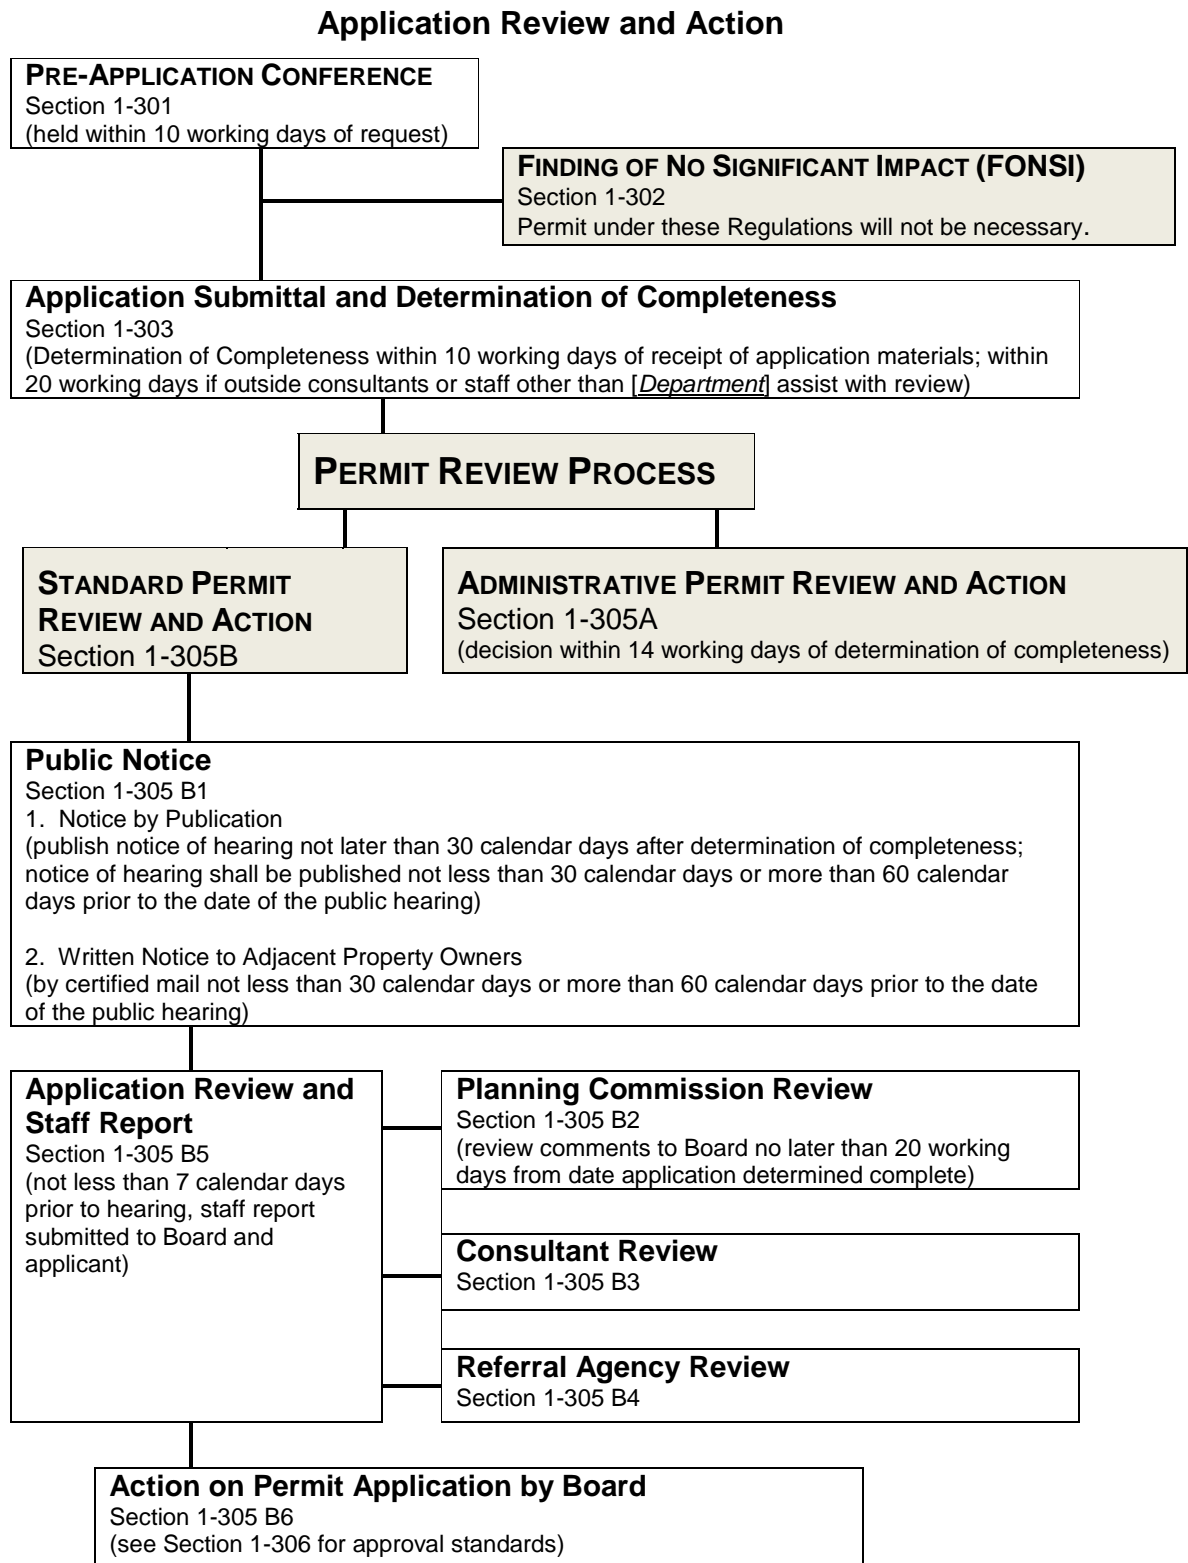 Application Review and Action
PRE-APPLICATION CONFERENCE
Section 1-301
(held within 10 working days of request)
FINDING OF NO SIGNIFICANT IMPACT (FONSI)
Section 1-302
Permit under these Regulations will not be necessary.
Application Submittal and Determination of Completeness
Section 1-303
(Determination of Completeness within 10 working days of receipt of application materials; within
20 working days if outside consultants or staff other than [Department] assist with review)
PERMIT REVIEW PROCESS
STANDARD PERMIT
REVIEW AND ACTION
Section 1-305B
ADMINISTRATIVE PERMIT REVIEW AND ACTION
Section 1-305A
(decision within 14 working days of determination of completeness)
Public Notice
Section 1-305 B1
1. Notice by Publication
(publish notice of hearing not later than 30 calendar days after determination of completeness;
notice of hearing shall be published not less than 30 calendar days or more than 60 calendar
days prior to the date of the public hearing)
2. Written Notice to Adjacent Property Owners
(by certified mail not less than 30 calendar days or more than 60 calendar days prior to the date
of the public hearing)
Application Review and
Staff Report
Section 1-305 B5
(not less than 7 calendar days
prior to hearing, staff report
submitted to Board and
applicant)
Planning Commission Review
Section 1-305 B2
(review comments to Board no later than 20 working
days from date application determined complete)
Consultant Review
Section 1-305 B3
Referral Agency Review
Section 1-305 B4
Action on Permit Application by Board
Section 1-305 B6
(see Section 1-306 for approval standards)